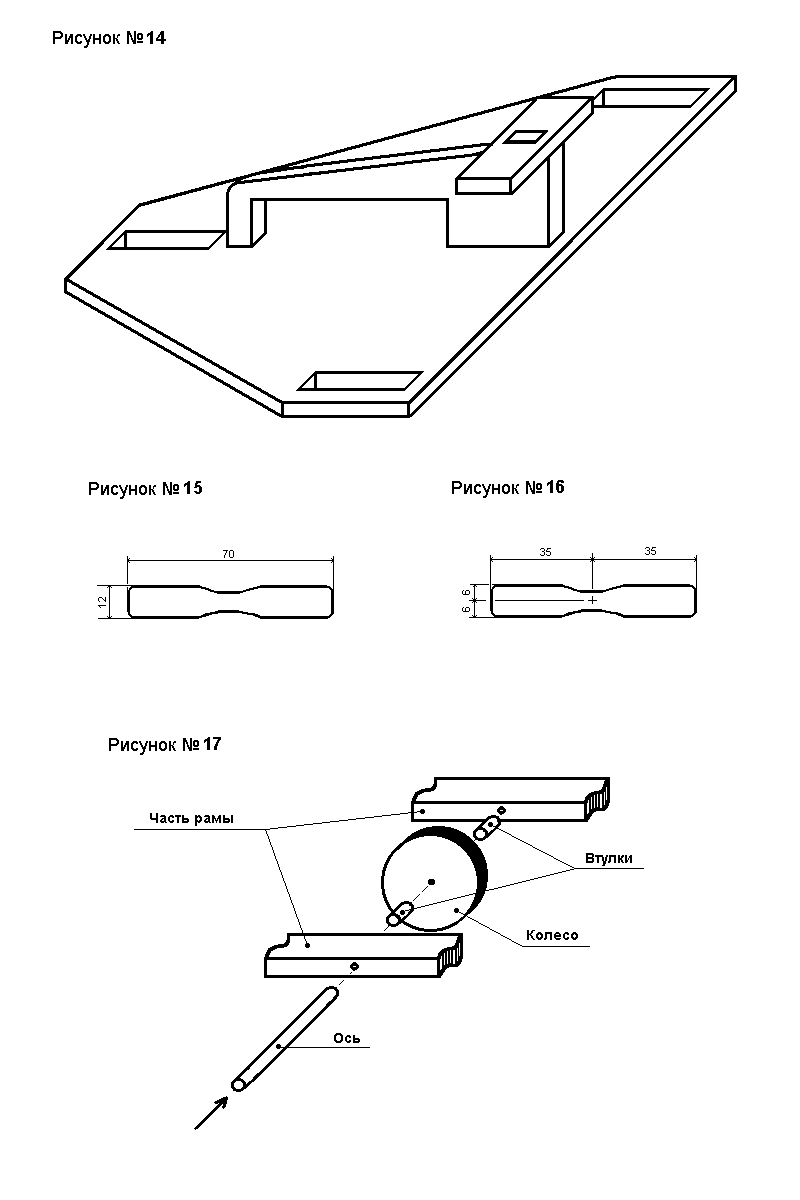 Рисунок №14
Рисунок №15
Рисунок №16
70
12
35
35
6
6
Рисунок №17
Часть рамы
Втулки
Колесо
Ось